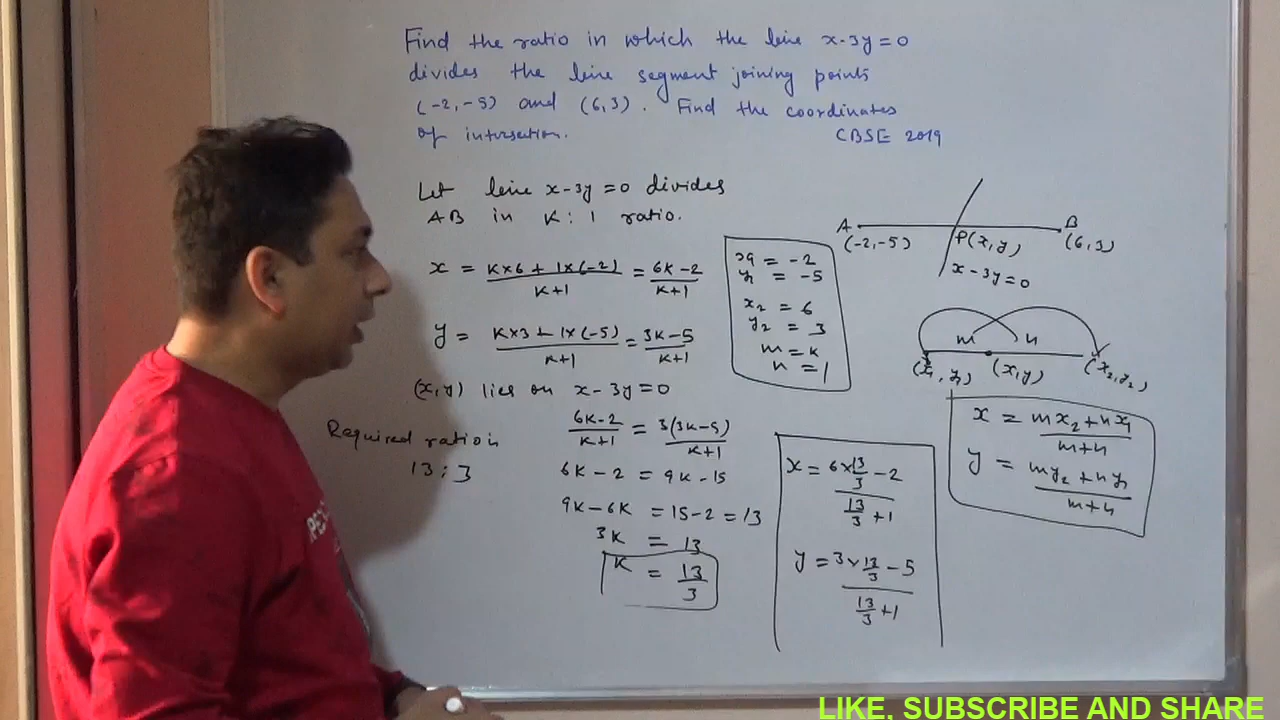 Find the ratio in which the line x-3y=0
divides the line segment joining points
(-2,-5) and (6,3). Find the coordinates
of intersection. CBSE 2019
Let line x-3y=0 divides
AB in K:1 ratio.
x = K×6+1×(-2)/K+1 = 6K-2/K+1
y = K×3+1×(-5)/K+1 = 3K-5/K+1
(x,y) lies on x-3y=0
6K-2/K+1 = 3(3K-5)/K+1
6K-2 = 9K-15
9K-6K = 15-2 = 13
3K = 13
K = 13/3
Required ratio is
13:3
x1 = -2
y1 = -5
x2 = 6
y2 = 3
m = K
n = 1
A B
(-2,-5) P(x,y) (6,3)
x-3y=0
m n
(x1,y1) (x,y) (x2,y2)
x = mx2+nx1/m+n
y = my2+ny1/m+n
x = 6×13/3-2/13/3+1
y = 3×13/3-5/13/3+1
LIKE, SUBSCRIBE AND SHARE